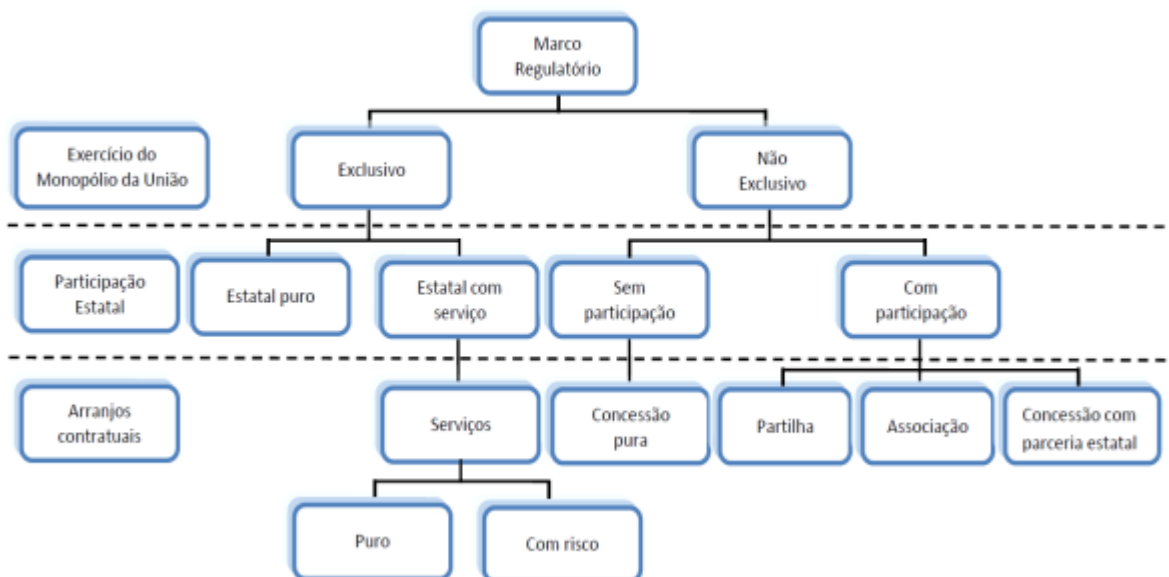 Marco
Regulatório
Exercício do
Monopólio da União
Exclusivo
Não
Exclusivo
Participação
Estatal
Estatal puro
Estatal com
serviço
Sem
participação
Com
participação
Arranjos
contratuais
Serviços
Concessão
pura
Partilha
Associação
Concessão com
parceria estatal
Puro
Com risco